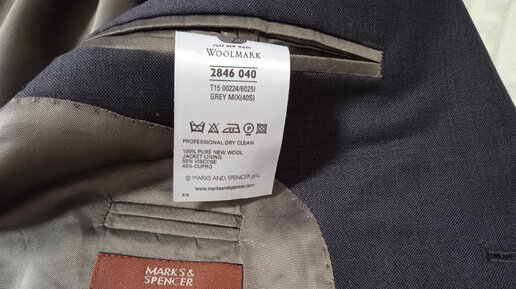 PURE NEW WOOL
WOOLMARK
2846 040
T15 00224/6025I
GREY MIX(40S)
PROFESSIONAL DRY CLEAN
100% PURE NEW WOOL
JACKET LINING
55% VISCOSE
45% CUPRO
© MARKS AND SPENCER p.l.c.
www.marksandspencer.com
X/4
MARKS &
SPENCER